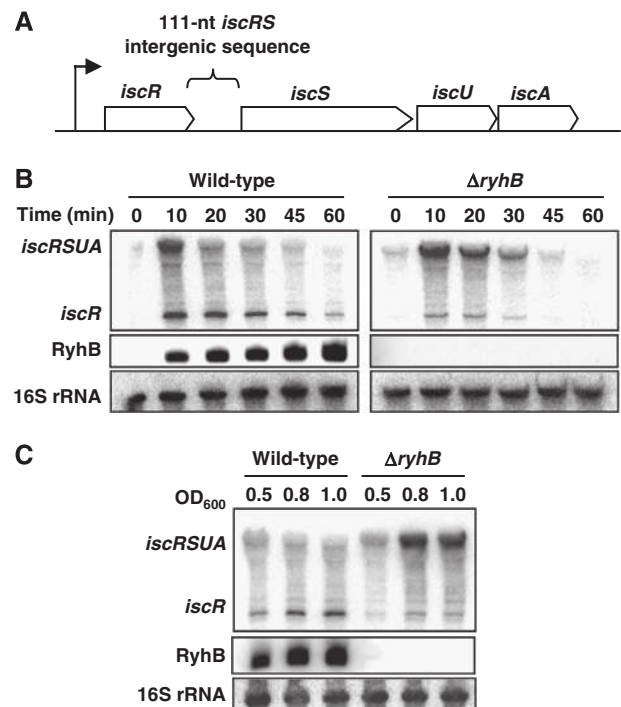 A
111-nt iscRS
intergenic sequence
iscR iscS iscU iscA
B
Wild-type ΔryhB
Time (min) 0 10 20 30 45 60 0 10 20 30 45 60
iscRSUA
iscR
RyhB
16S rRNA
C
Wild-type ΔryhB
OD600 0.5 0.8 1.0 0.5 0.8 1.0
iscRSUA
iscR
RyhB
16S rRNA